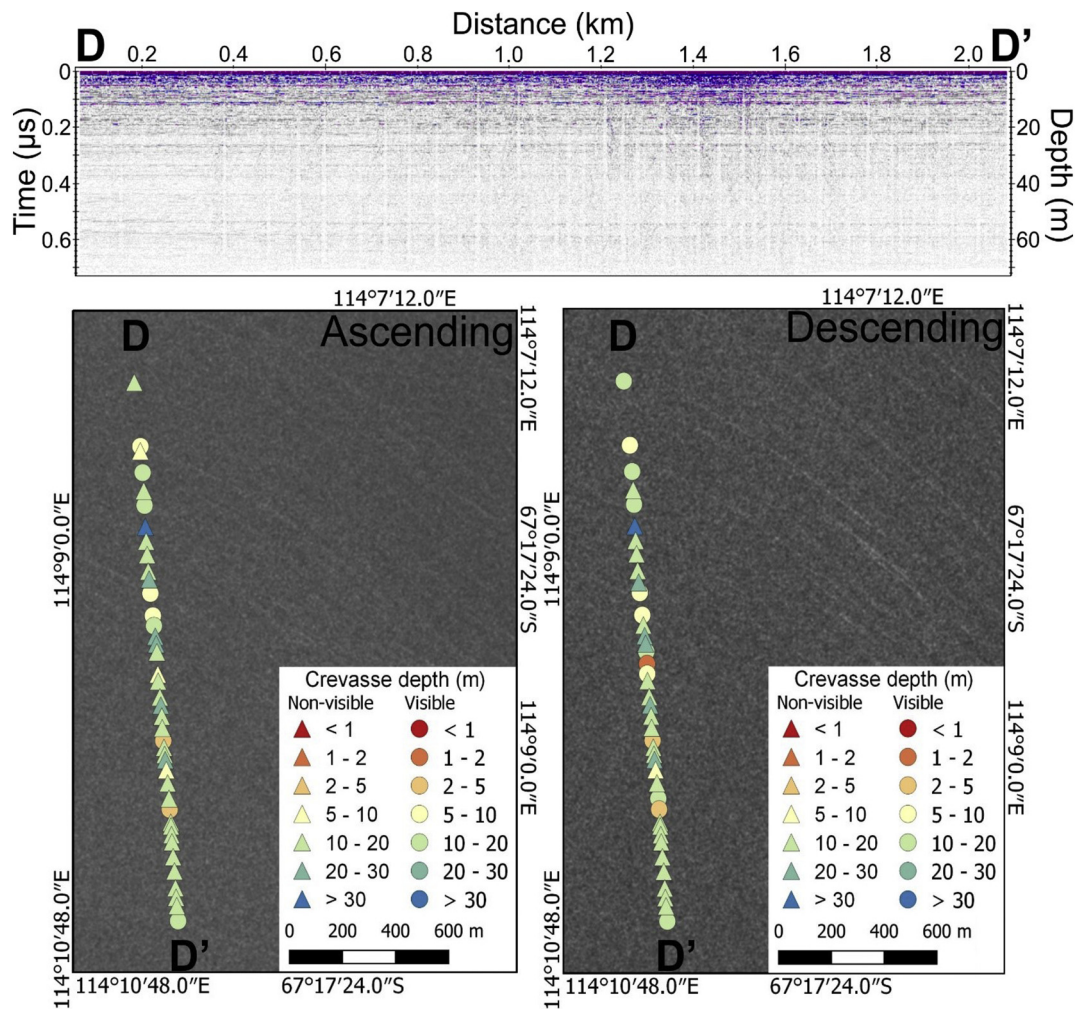 Distance (km)
D 0.2 0.4 0.6 0.8 1.0 1.2 1.4 1.6 1.8 2.0 D’
Time (μs)
0
0.2
0.4
0.6
Depth (m)
0
20
40
60
114°7′12.0″E
Ascending
D
114°9′0.0″E
114°10′48.0″E
114°7′12.0″E
67°17′24.0″S
114°9′0.0″E
Crevasse depth (m)
Non-visible Visible
< 1 < 1
1 - 2 1 - 2
2 - 5 2 - 5
5 - 10 5 - 10
10 - 20 10 - 20
20 - 30 20 - 30
> 30 > 30
0 200 400 600 m
D’
114°10′48.0″E 67°17′24.0″S
114°7′12.0″E
Descending
D
114°9′0.0″E
114°10′48.0″E
114°7′12.0″E
67°17′24.0″S
114°9′0.0″E
Crevasse depth (m)
Non-visible Visible
< 1 < 1
1 - 2 1 - 2
2 - 5 2 - 5
5 - 10 5 - 10
10 - 20 10 - 20
20 - 30 20 - 30
> 30 > 30
0 200 400 600 m
D’
114°10′48.0″E 67°17′24.0″S